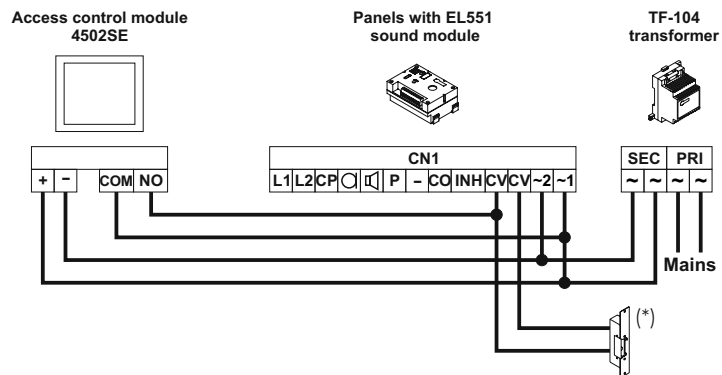 Access control module
4502SE
Panels with EL551
sound module
TF-104
transformer
CN1
SEC PRI
+ − COM NO
L1 L2 CP P − CO INH CV CV ~2 ~1
~ ~ ~ ~
Mains
(*)